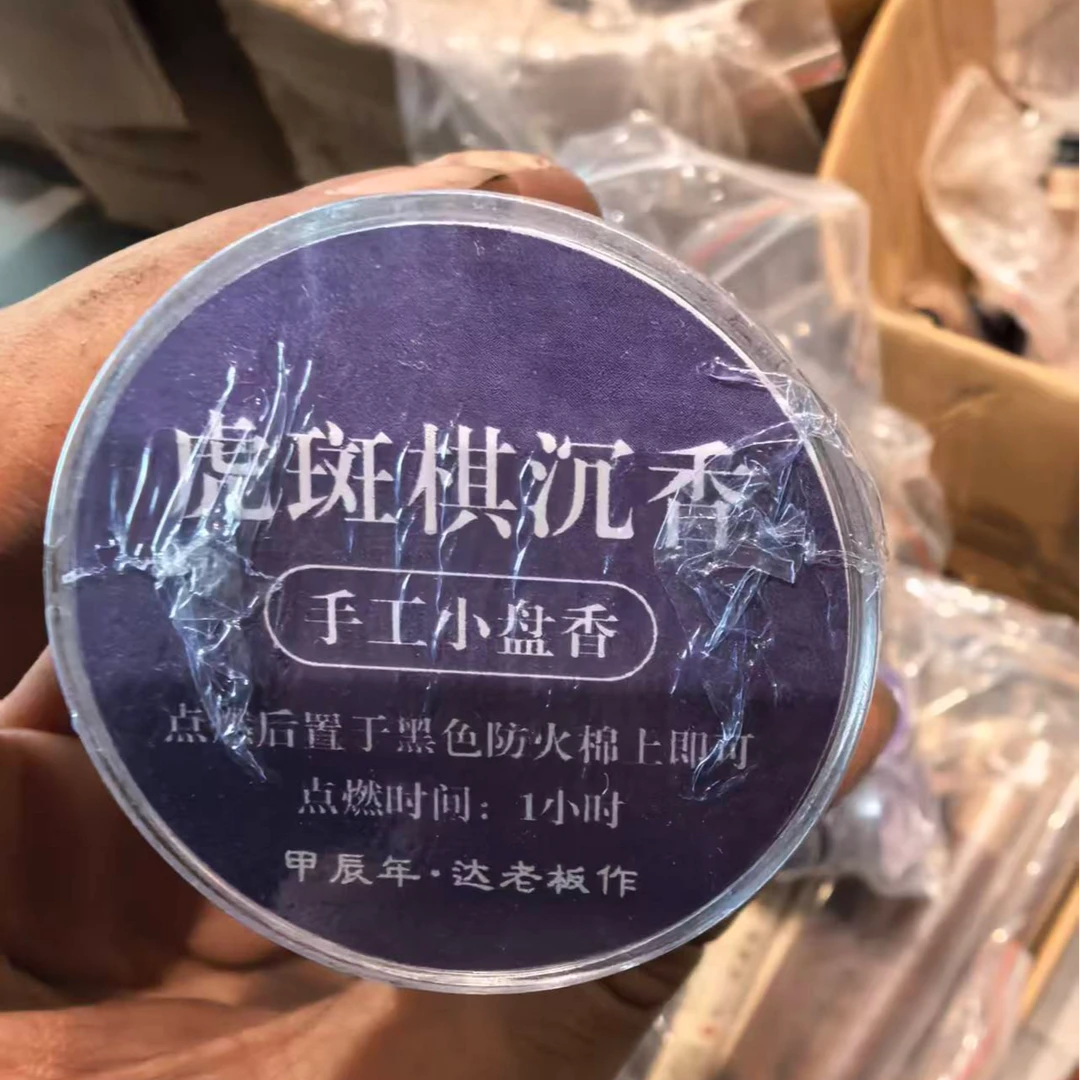 虎斑棋沉香
手工小盘香
点燃后置于黑色防火棉上即可
点燃时间：1小时
甲辰年·达老板作